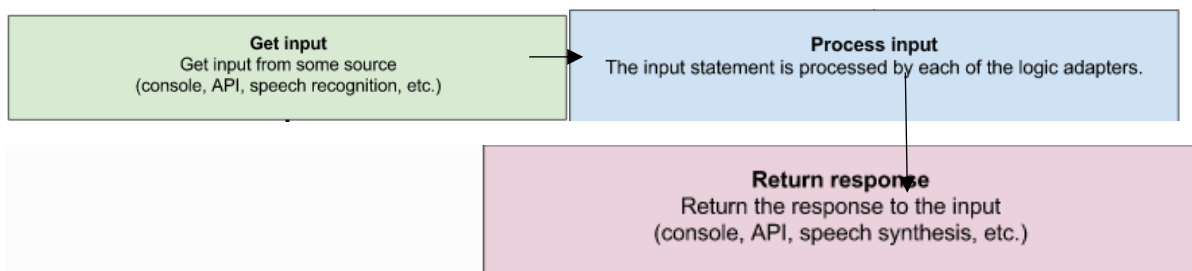 Get input
Get input from some source
(console, API, speech recognition, etc.)
Process input
The input statement is processed by each of the logic adapters.
Return response
Return the response to the input
(console, API, speech synthesis, etc.)